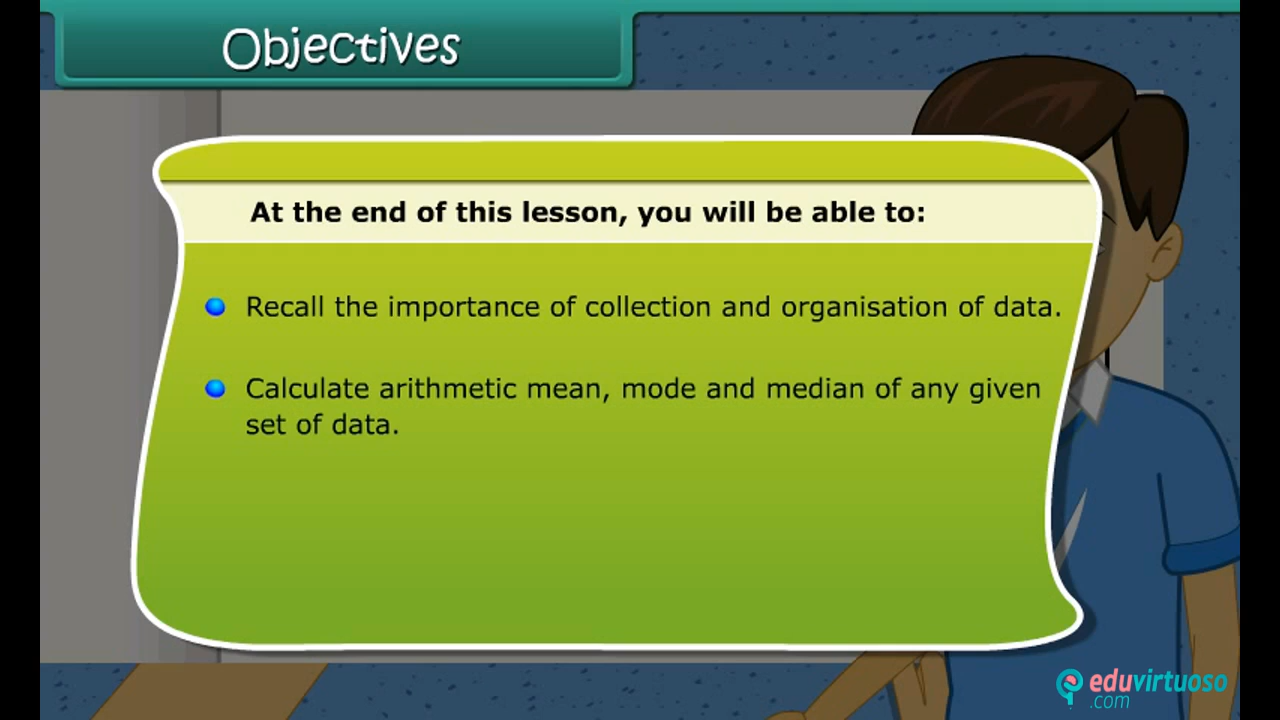 Objectives
At the end of this lesson, you will be able to:
Recall the importance of collection and organisation of data.
Calculate arithmetic mean, mode and median of any given
set of data.
eduvirtuoso
.com